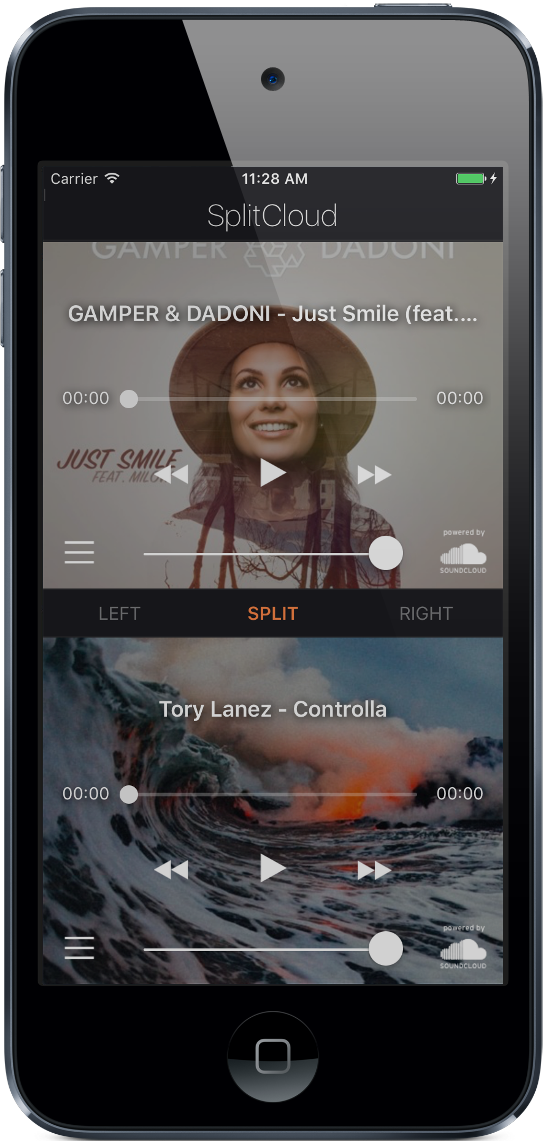 Carrier 11:28 AM
SplitCloud
GAMPER DADONI
GAMPER & DADONI - Just Smile (feat....
00:00 00:00
JUST SMILE
FEAT.
powered by
SOUNDCLOUD
LEFT SPLIT RIGHT
Tory Lanez - Controlla
00:00 00:00
powered by
SOUNDCLOUD